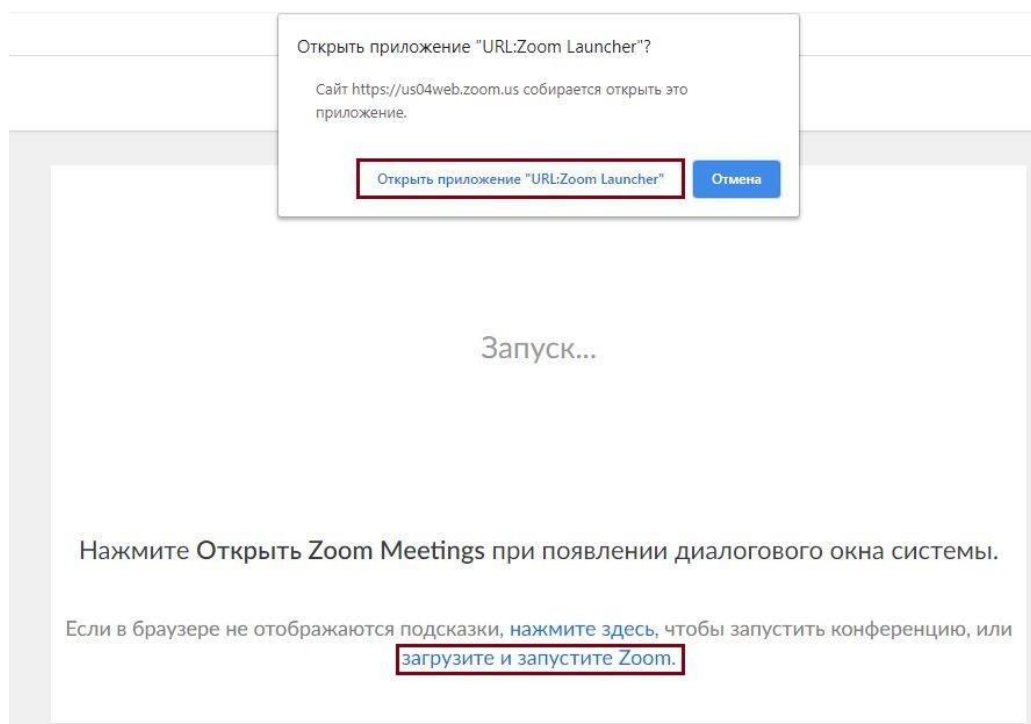 Открыть приложение "URL:Zoom Launcher"?
Сайт https://us04web.zoom.us собирается открыть это
приложение.
Открыть приложение "URL:Zoom Launcher"
Отмена
Запуск...
Нажмите Открыть Zoom Meetings при появлении диалогового окна системы.
Если в браузере не отображаются подсказки, нажмите здесь, чтобы запустить конференцию, или
загрузите и запустите Zoom.